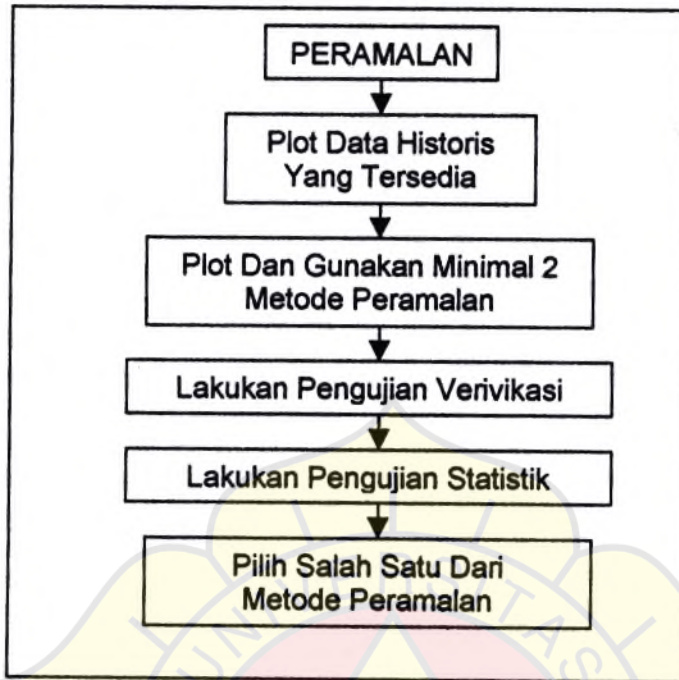 PERAMALAN
Plot Data Historis
Yang Tersedia
Plot Dan Gunakan Minimal 2
Metode Peramalan
Lakukan Pengujian Verivikasi
Lakukan Pengujian Statistik
Pilih Salah Satu Dari
Metode Peramalan
UNIVERSITAS